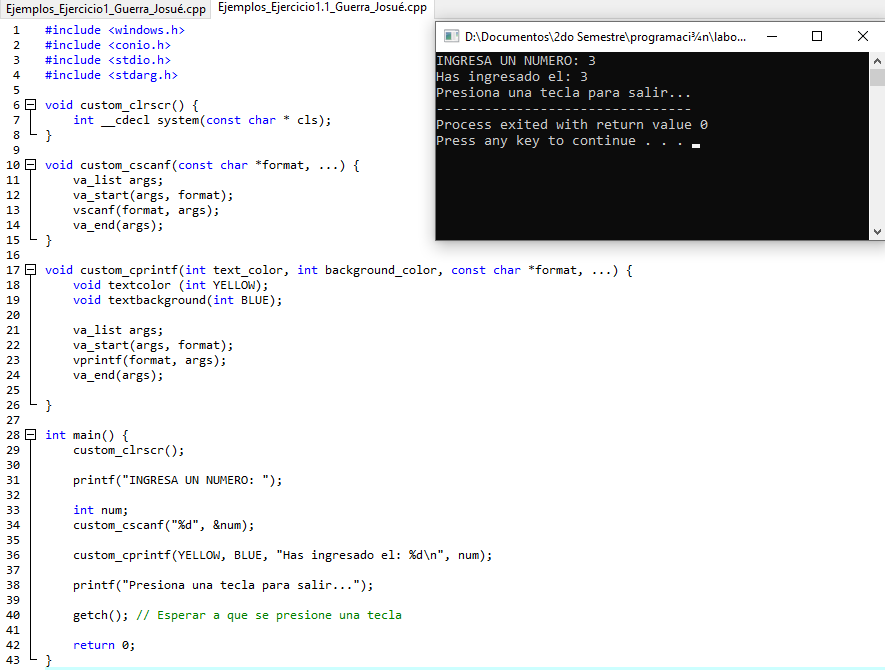 Ejemplos_Ejercicio1_Guerra_Josué.cpp Ejemplos_Ejercicio1.1_Guerra_Josué.cpp
1 #include <windows.h>
2 #include <conio.h>
3 #include <stdio.h>
4 #include <stdarg.h>
5
6 void custom_clrscr() {
7 int __cdecl system(const char * cls);
8 }
9
10 void custom_cscanf(const char *format, ...) {
11 va_list args;
12 va_start(args, format);
13 vscanf(format, args);
14 va_end(args);
15 }
16
17 void custom_cprintf(int text_color, int background_color, const char *format, ...) {
18 void textcolor (int YELLOW);
19 void textbackground(int BLUE);
20
21 va_list args;
22 va_start(args, format);
23 vprintf(format, args);
24 va_end(args);
25
26 }
27
28 int main() {
29 custom_clrscr();
30
31 printf("INGRESA UN NUMERO: ");
32
33 int num;
34 custom_cscanf("%d", &num);
35
36 custom_cprintf(YELLOW, BLUE, "Has ingresado el: %d\n", num);
37
38 printf("Presiona una tecla para salir...");
39
40 getch(); // Esperar a que se presione una tecla
41
42 return 0;
43 }
D:\Documentos\2do Semestre\programaci¾n\labo...
INGRESA UN NUMERO: 3
Has ingresado el: 3
Presiona una tecla para salir...
--------------------------------
Process exited with return value 0
Press any key to continue . . .